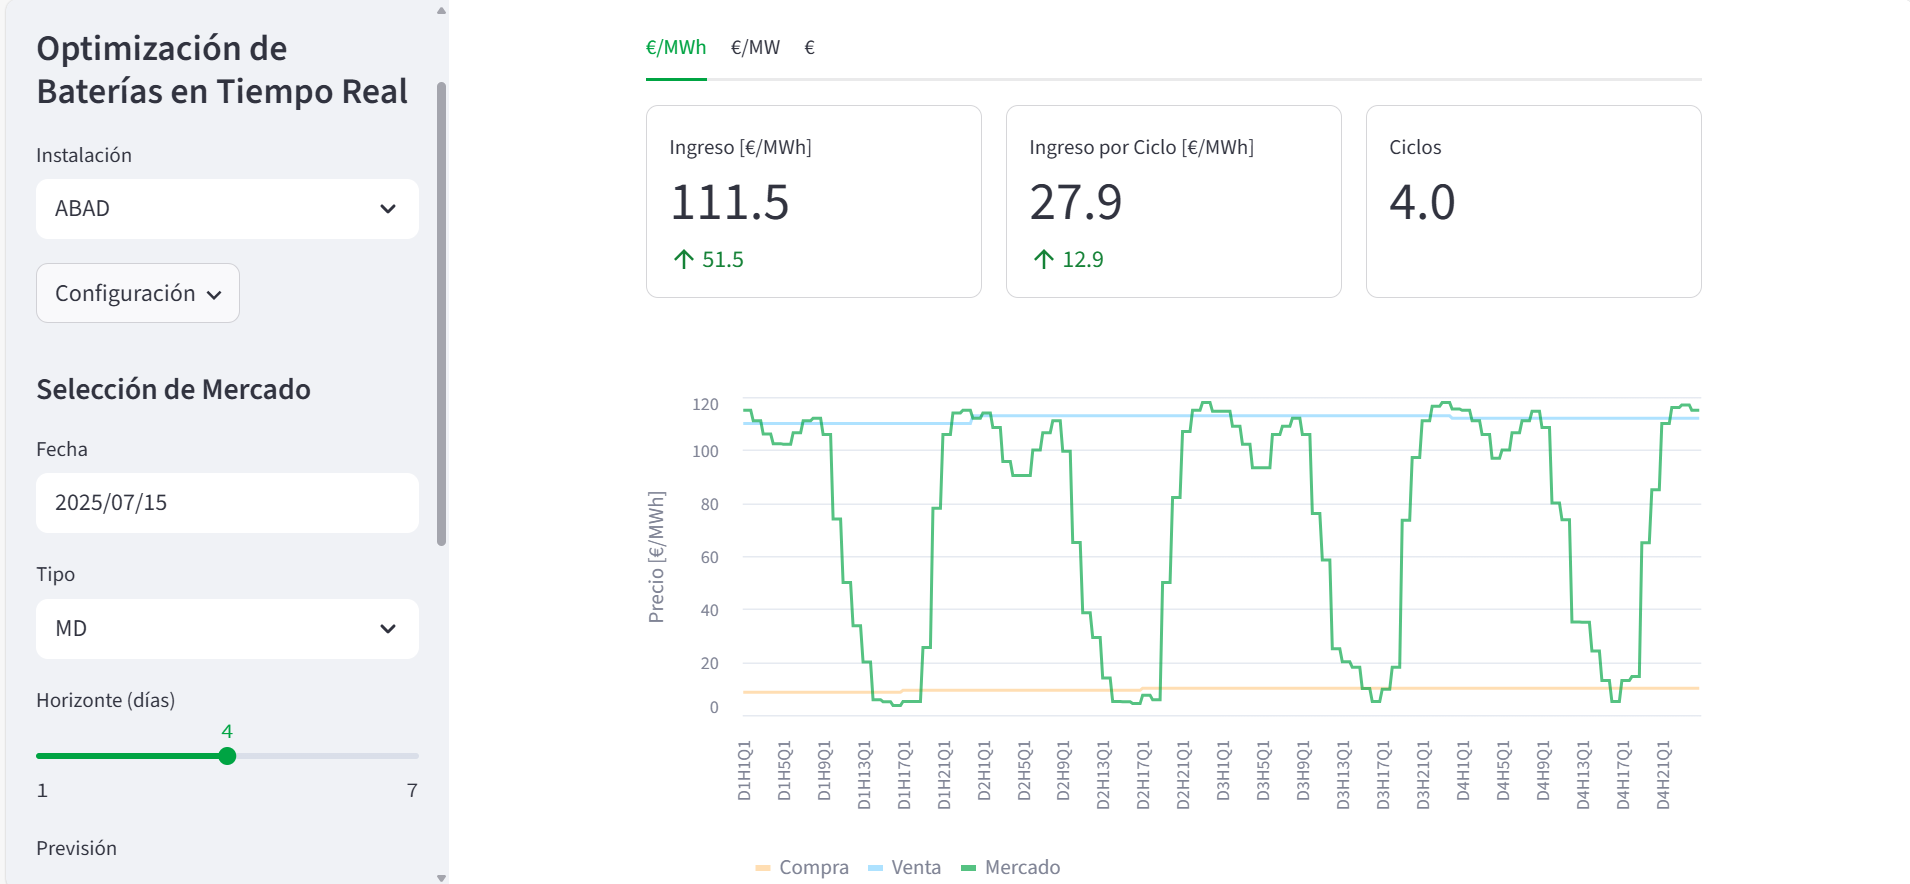 Optimización de
Baterías en Tiempo Real
Instalación
ABAD
Configuración
Selección de Mercado
Fecha
2025/07/15
Tipo
MD
Horizonte (días)
4
1 7
Previsión
€/MWh €/MW €
Ingreso [€/MWh]
111.5
51.5
Ingreso por Ciclo [€/MWh]
27.9
12.9
Ciclos
4.0
Precio [€/MWh]
120
100
80
60
40
20
0
D1H1Q1
D1H5Q1
D1H9Q1
D1H13Q1
D1H17Q1
D1H21Q1
D2H1Q1
D2H5Q1
D2H9Q1
D2H13Q1
D2H17Q1
D2H21Q1
D3H1Q1
D3H5Q1
D3H9Q1
D3H13Q1
D3H17Q1
D3H21Q1
D4H1Q1
D4H5Q1
D4H9Q1
D4H13Q1
D4H17Q1
D4H21Q1
Compra Venta Mercado